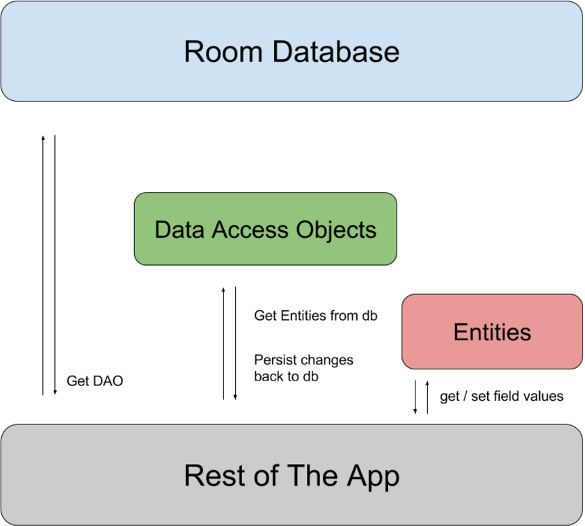 Room Database
Data Access Objects
Get Entities from db
Entities
Persist changes
back to db
Get DAO
get / set field values
Rest of The App